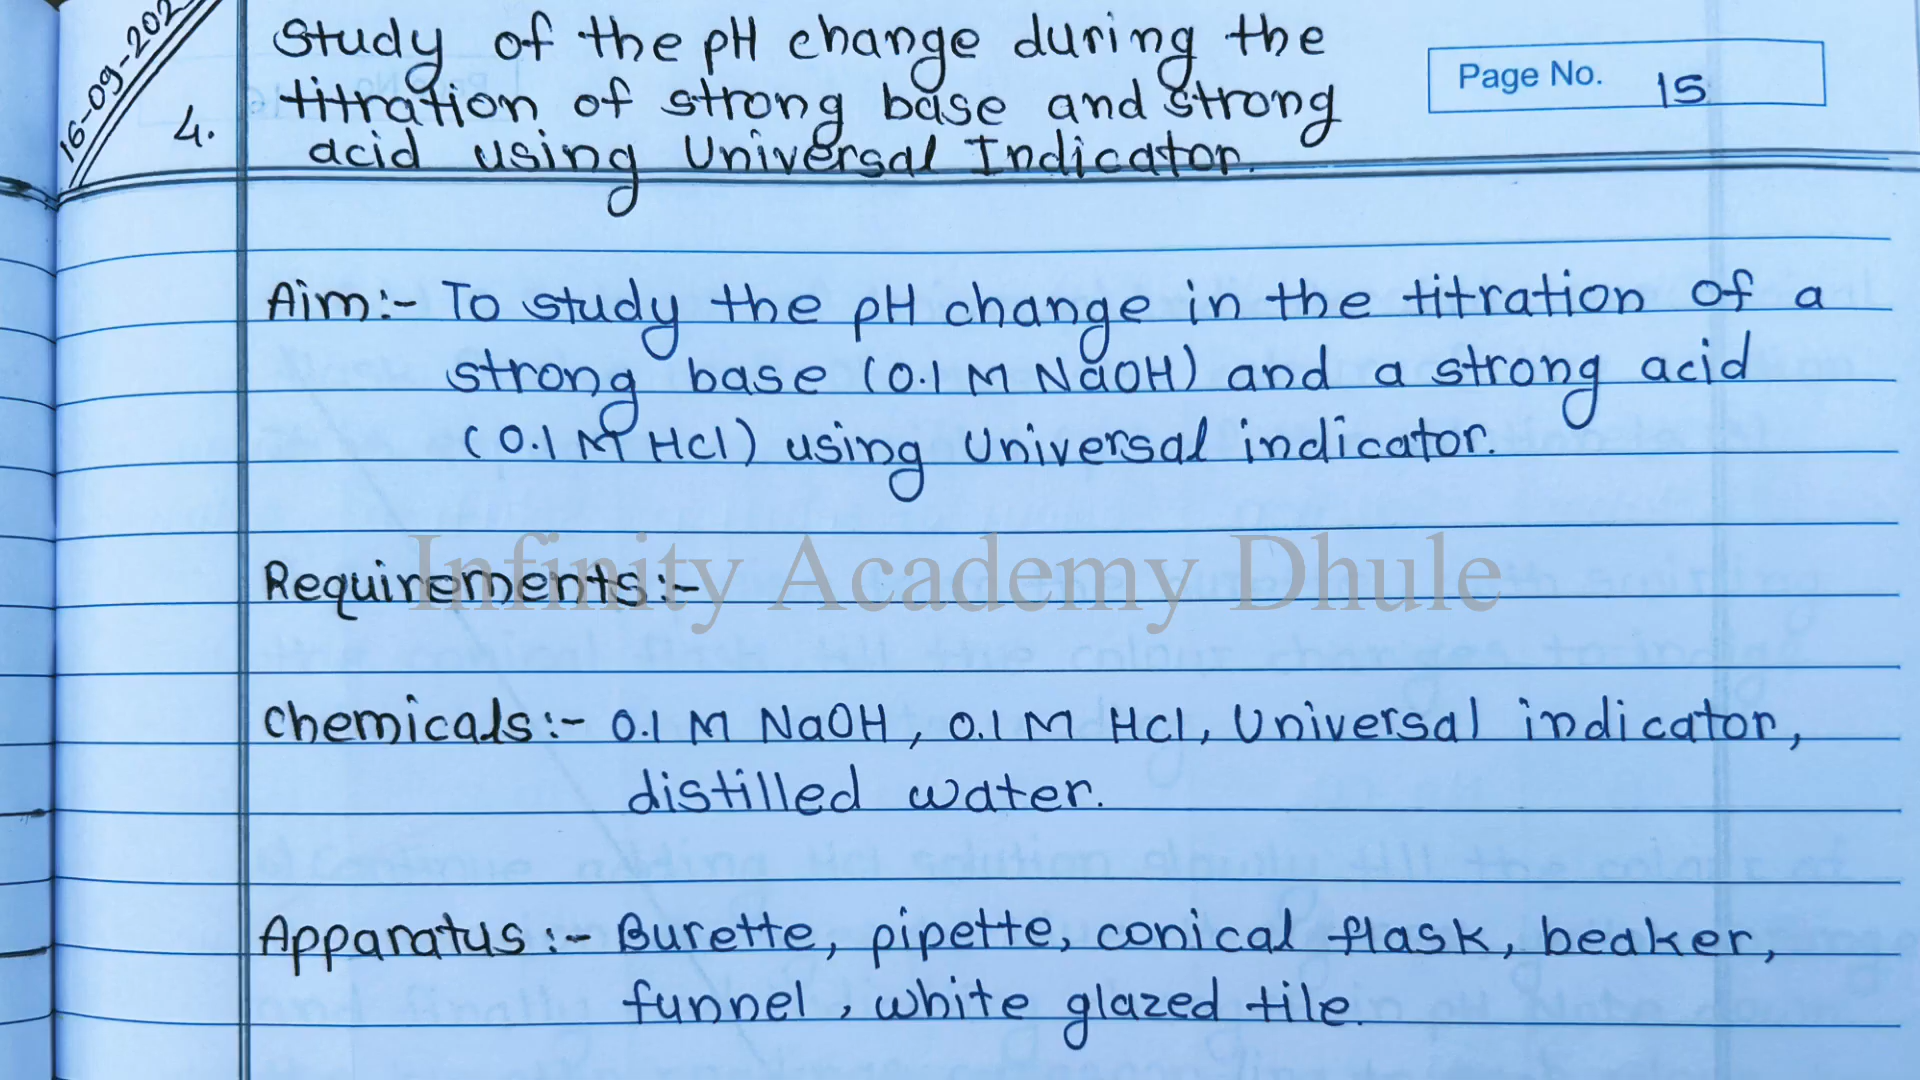 16-09-202
4.
Study of the pH change during the
titration of strong base and strong
acid using Universal Indicator.
Page No. 15
Aim:- To study the pH change in the titration of a
strong base (0.1 M NaOH) and a strong acid
(0.1 M HCl) using Universal indicator.
Infinity Academy Dhule
Requirements:-
Chemicals:- 0.1 M NaOH, 0.1 M HCl, Universal indicator,
distilled water.
Apparatus:- Burette, pipette, conical flask, beaker,
funnel, white glazed tile.